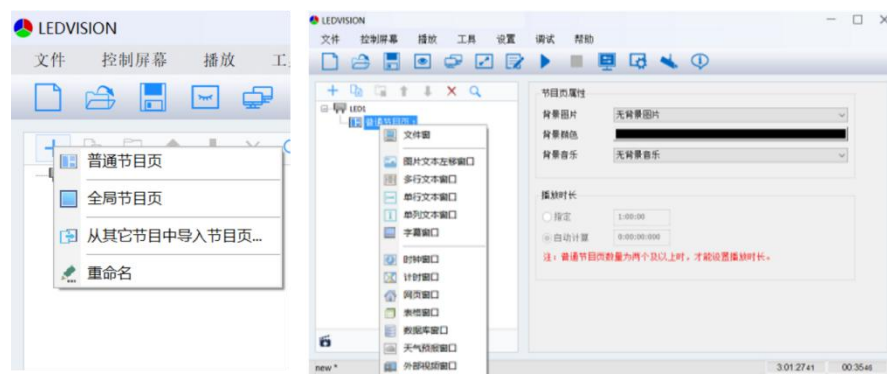 LEDVISION
文件 控制屏幕 播放 工
普通节目页
全局节目页
从其它节目中导入节目页...
重命名
LEDVISION
文件 控制屏幕 播放 工具 设置 调试 帮助
LED1
普通节目页 1
文件窗
图片文本左移窗口
多行文本窗口
单行文本窗口
单列文本窗口
字幕窗口
时钟窗口
计时窗口
网页窗口
表格窗口
数据库窗口
天气预报窗口
外部视频窗口
节目页属性
背景图片 无背景图片
背景颜色
背景音乐 无背景音乐
播放时长
指定 1:00:00
自动计算 0:00:00:000
注：普通节目页数量为两个及以上时，才能设置播放时长。
new *
3:01:2741 00:3546